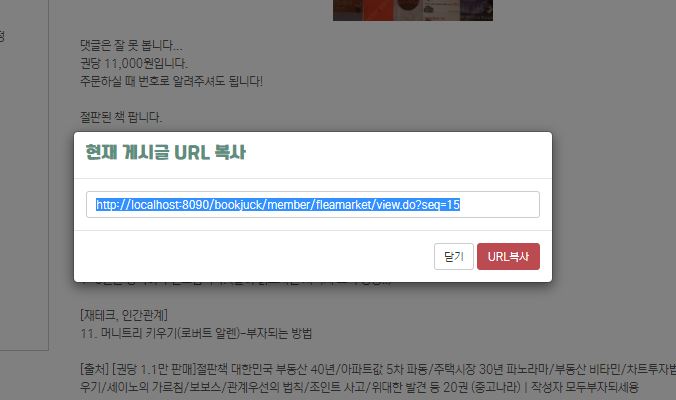 정
댓글은 잘 못 봅니다...
권당 11,000원입니다.
주문하실 때 번호로 알려주셔도 됩니다!
절판된 책 팝니다.
현재 게시글 URL 복사
http://localhost:8090/bookjuck/member/fleamarket/view.do?seq=15
닫기
URL복사
[재테크, 인간관계]
11. 머니트리 키우기(로버트 알렌)-부자되는 방법
[출처] [권당 1.1만 판매]절판책 대한민국 부동산 40년/아파트값 5차 파동/주택시장 30년 파노라마/부동산 비타민/차트투자법
우기/세이노의 가르침/보보스/관계우선의 법칙/조인트 사고/위대한 발견 등 20권 (중고나라) | 작성자 모두부자되세용